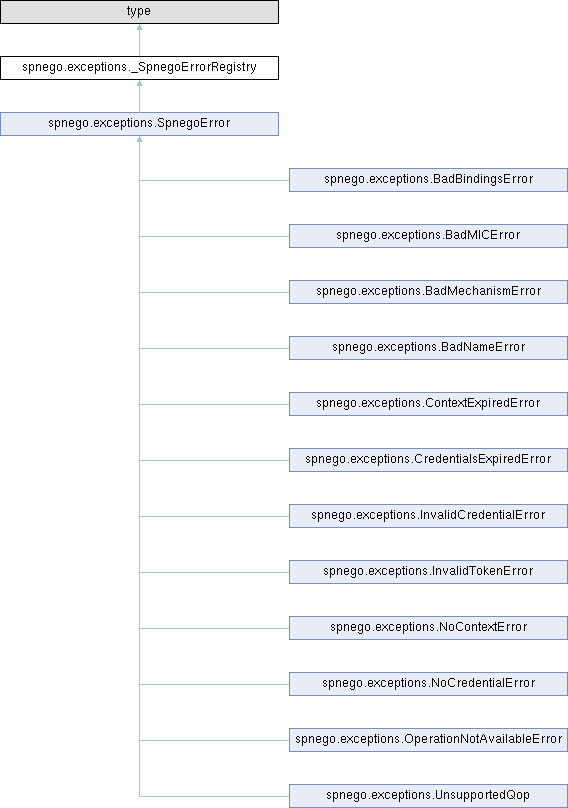 type
spnego.exceptions._SpnegoErrorRegistry
spnego.exceptions.SpnegoError
spnego.exceptions.BadBindingsError
spnego.exceptions.BadMICError
spnego.exceptions.BadMechanismError
spnego.exceptions.BadNameError
spnego.exceptions.ContextExpiredError
spnego.exceptions.CredentialsExpiredError
spnego.exceptions.InvalidCredentialError
spnego.exceptions.InvalidTokenError
spnego.exceptions.NoContextError
spnego.exceptions.NoCredentialError
spnego.exceptions.OperationNotAvailableError
spnego.exceptions.UnsupportedQop